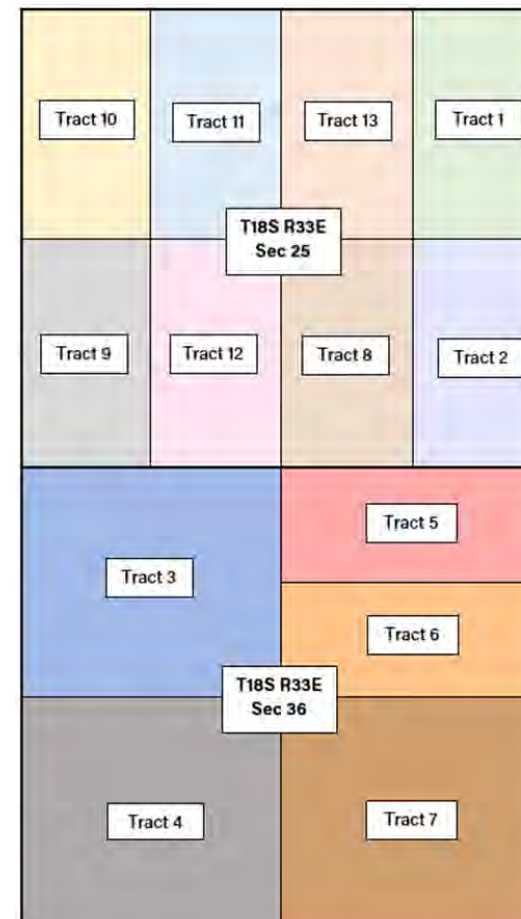 Tract 10
Tract 11
Tract 13
Tract 1
T18S R33E
Sec 25
Tract 9
Tract 12
Tract 8
Tract 2
Tract 5
Tract 3
Tract 6
T18S R33E
Sec 36
Tract 4
Tract 7